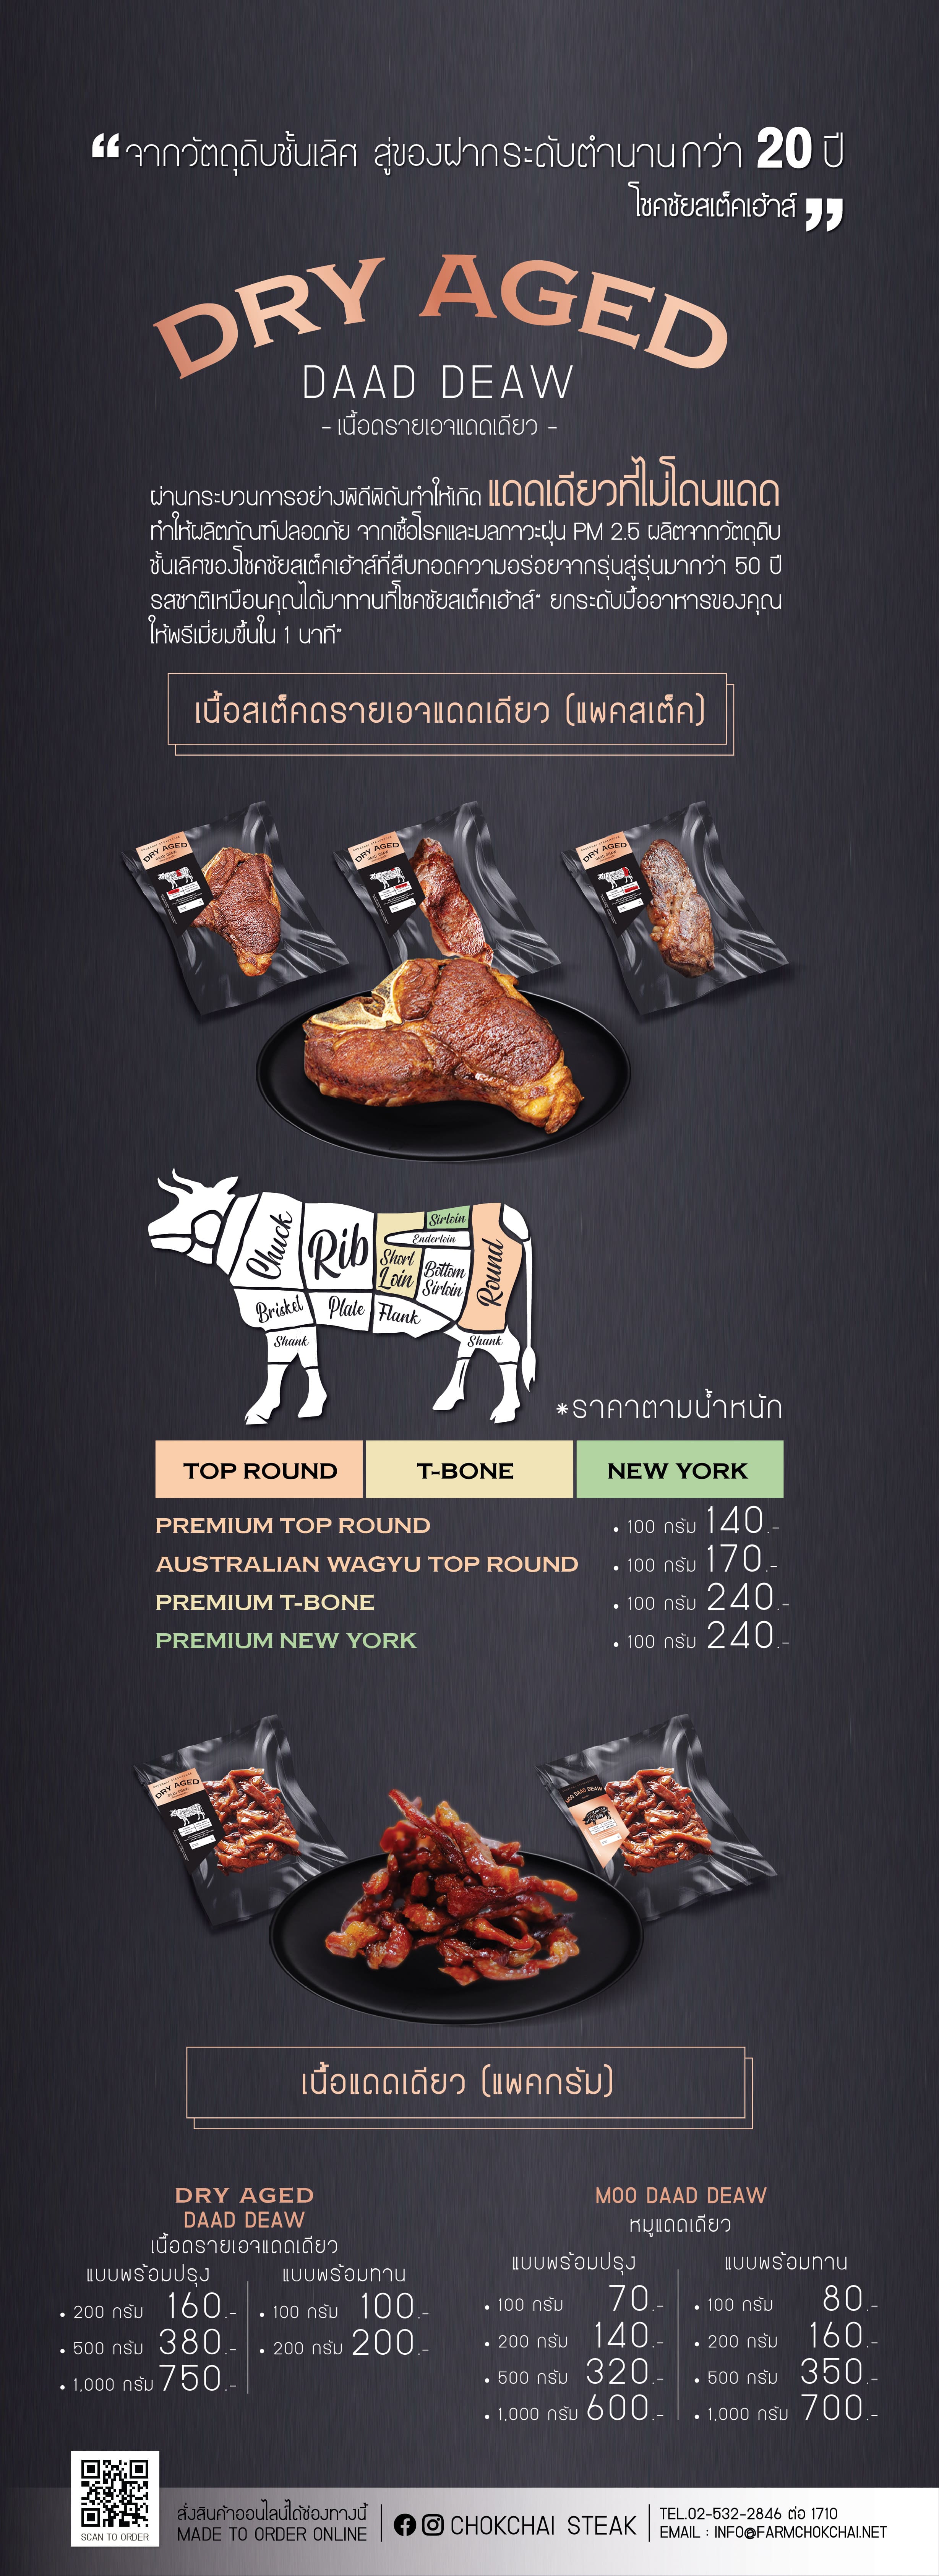 “ จากวัตถุดิบชั้นเลิศ สู่ของฝากระดับตำนานกว่า 20 ปี
โชคชัยสเต็คเฮ้าส์ ”
DRY AGED
DAAD DEAW
- เนื้อดรายเอจแดดเดียว -
ผ่านกระบวนการอย่างพิถีพิถันทำให้เกิด แดดเดียวที่ไม่โดนแดด
ทำให้ผลิตภัณฑ์ปลอดภัย จากเชื้อโรคและมลภาวะฝุ่น PM 2.5 ผลิตจากวัตถุดิบ
ชั้นเลิศของโชคชัยสเต็คเฮ้าส์ที่สืบทอดความอร่อยจากรุ่นสู่รุ่นมากว่า 50 ปี
รสชาติเหมือนคุณได้มาทานที่โชคชัยสเต็คเฮ้าส์“ ยกระดับมื้ออาหารของคุณ
ให้พรีเมี่ยมขึ้นใน 1 นาที”
เนื้อสเต็คดรายเอจแดดเดียว (แพคสเต็ค)
DRY AGED
DRY AGED
DRY AGED
Chuck
Rib
Short Loin
Sirloin
Enderloin
Bottom Sirloin
Round
Brisket
Plate
Flank
Shank
Shank
*ราคาตามน้ำหนัก
TOP ROUND T-BONE NEW YORK
PREMIUM TOP ROUND • 100 กรัม 140.-
AUSTRALIAN WAGYU TOP ROUND • 100 กรัม 170.-
PREMIUM T-BONE • 100 กรัม 240.-
PREMIUM NEW YORK • 100 กรัม 240.-
DRY AGED
MOO DAAD DEAW
เนื้อแดดเดียว (แพคกรัม)
DRY AGED
DAAD DEAW
เนื้อดรายเอจแดดเดียว
แบบพร้อมปรุง
• 200 กรัม 160.-
• 500 กรัม 380.-
• 1,000 กรัม 750.-
แบบพร้อมทาน
• 100 กรัม 100.-
• 200 กรัม 200.-
MOO DAAD DEAW
หมูแดดเดียว
แบบพร้อมปรุง
• 100 กรัม 70.-
• 200 กรัม 140.-
• 500 กรัม 320.-
• 1,000 กรัม 600.-
แบบพร้อมทาน
• 100 กรัม 80.-
• 200 กรัม 160.-
• 500 กรัม 350.-
• 1,000 กรัม 700.-
SCAN TO ORDER
สั่งสินค้าออนไลน์ได้ช่องทางนี้
MADE TO ORDER ONLINE
CHOKCHAI STEAK
TEL.02-532-2846 ต่อ 1710
EMAIL : INFO@FARMCHOKCHAI.NET